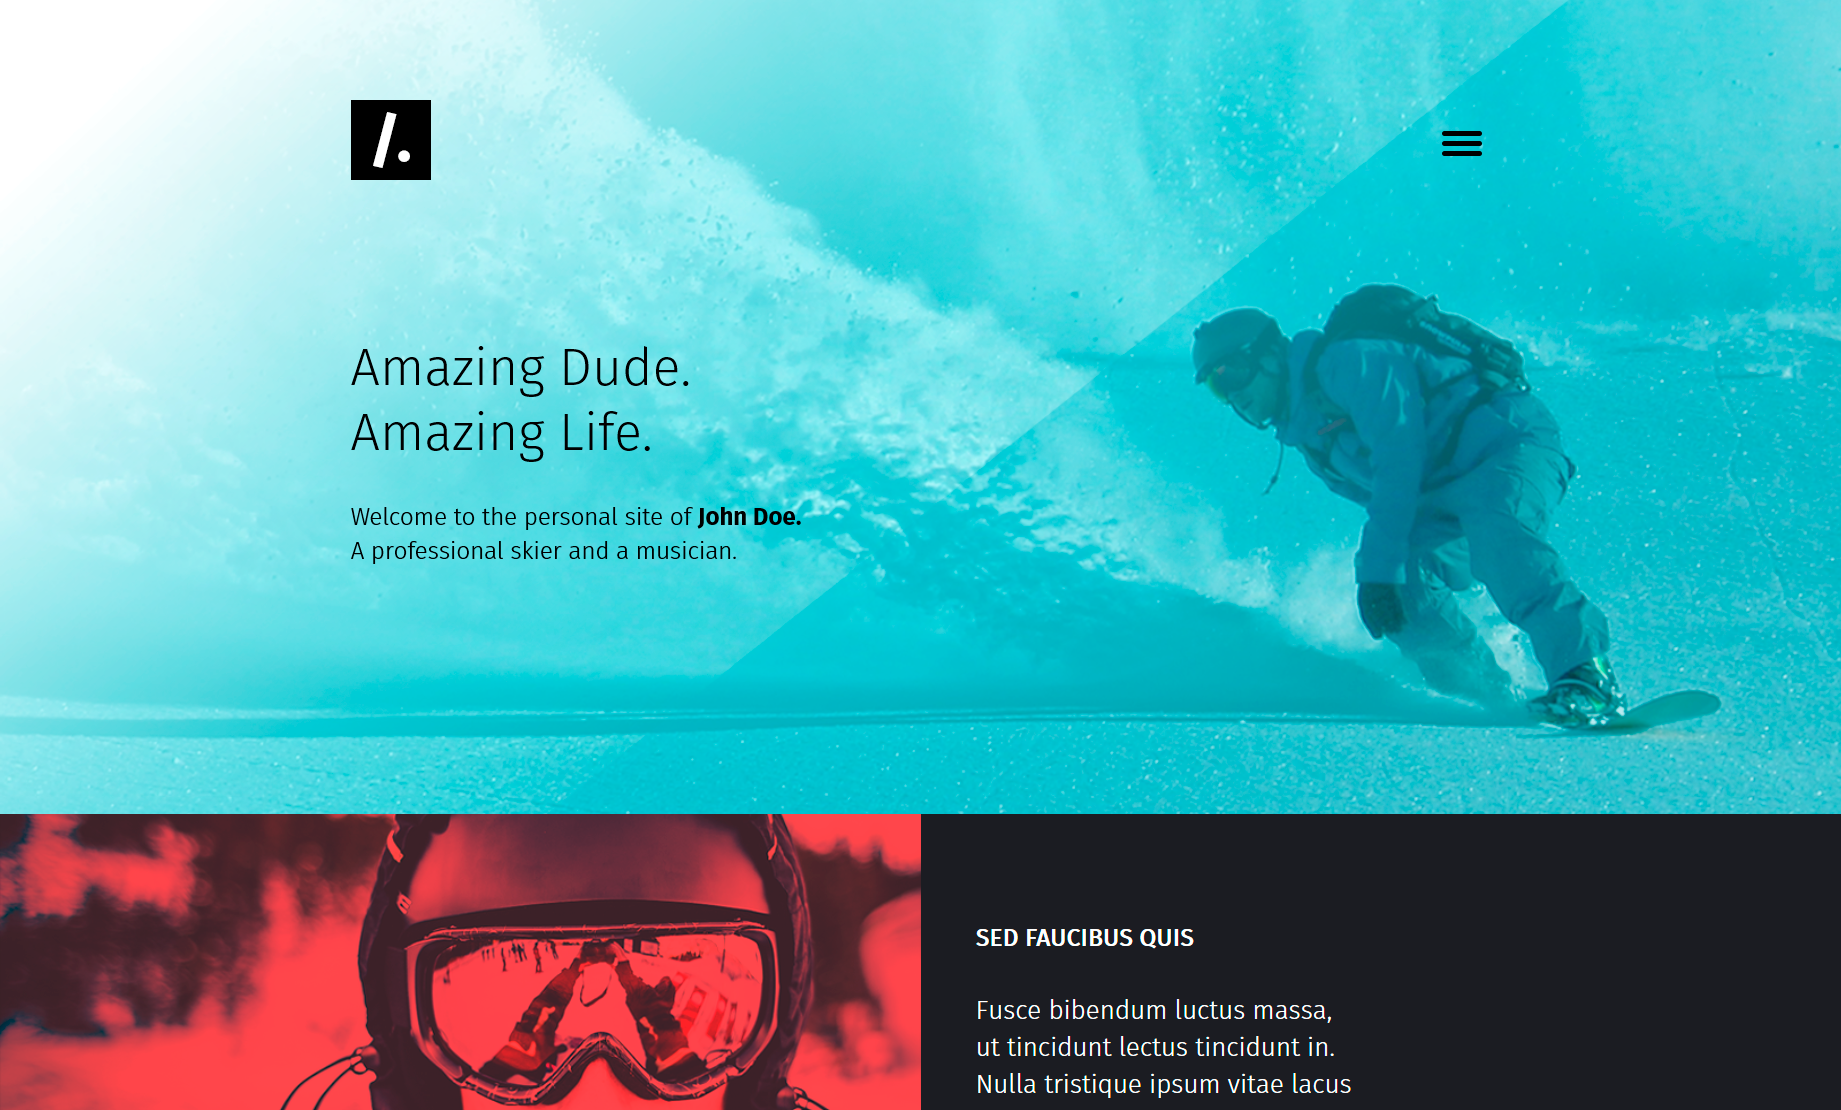 /.
Amazing Dude.
Amazing Life.
Welcome to the personal site of John Doe.
A professional skier and a musician.
SED FAUCIBUS QUIS
Fusce bibendum luctus massa,
ut tincidunt lectus tincidunt in.
Nulla tristique ipsum vitae lacus